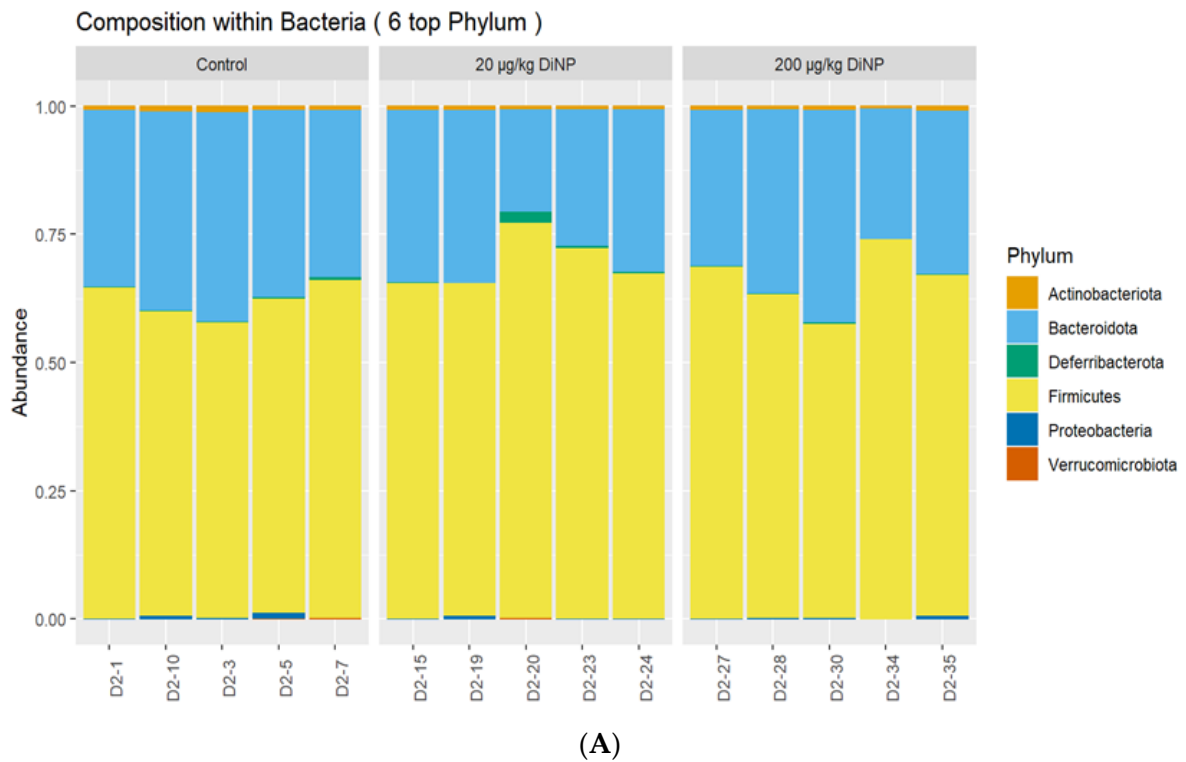 Composition within Bacteria ( 6 top Phylum )
Control
20 µg/kg DiNP
200 µg/kg DiNP
1.00
0.75
0.50
0.25
0.00
Abundance
D2-1
D2-10
D2-3
D2-5
D2-7
D2-15
D2-19
D2-20
D2-23
D2-24
D2-27
D2-28
D2-30
D2-34
D2-35
Phylum
Actinobacteriota
Bacteroidota
Deferribacterota
Firmicutes
Proteobacteria
Verrucomicrobiota
(A)